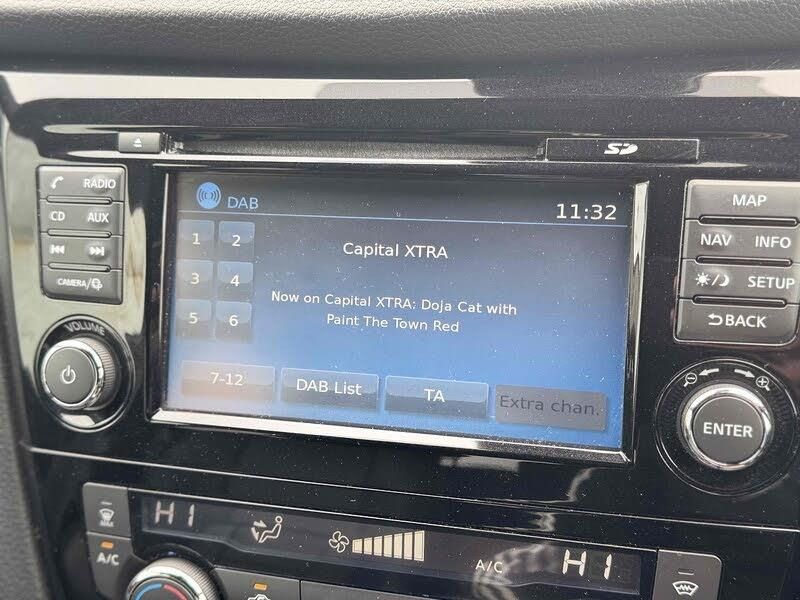 SD
RADIO
CD AUX
CAMERA/
VOLUME
DAB
11:32
1 2
3 4
5 6
Capital XTRA
Now on Capital XTRA: Doja Cat with
Paint The Town Red
7-12
DAB List
TA
Extra chan.
MAP
NAV INFO
SETUP
BACK
ENTER
MAX
A/C
HI
A/C
HI